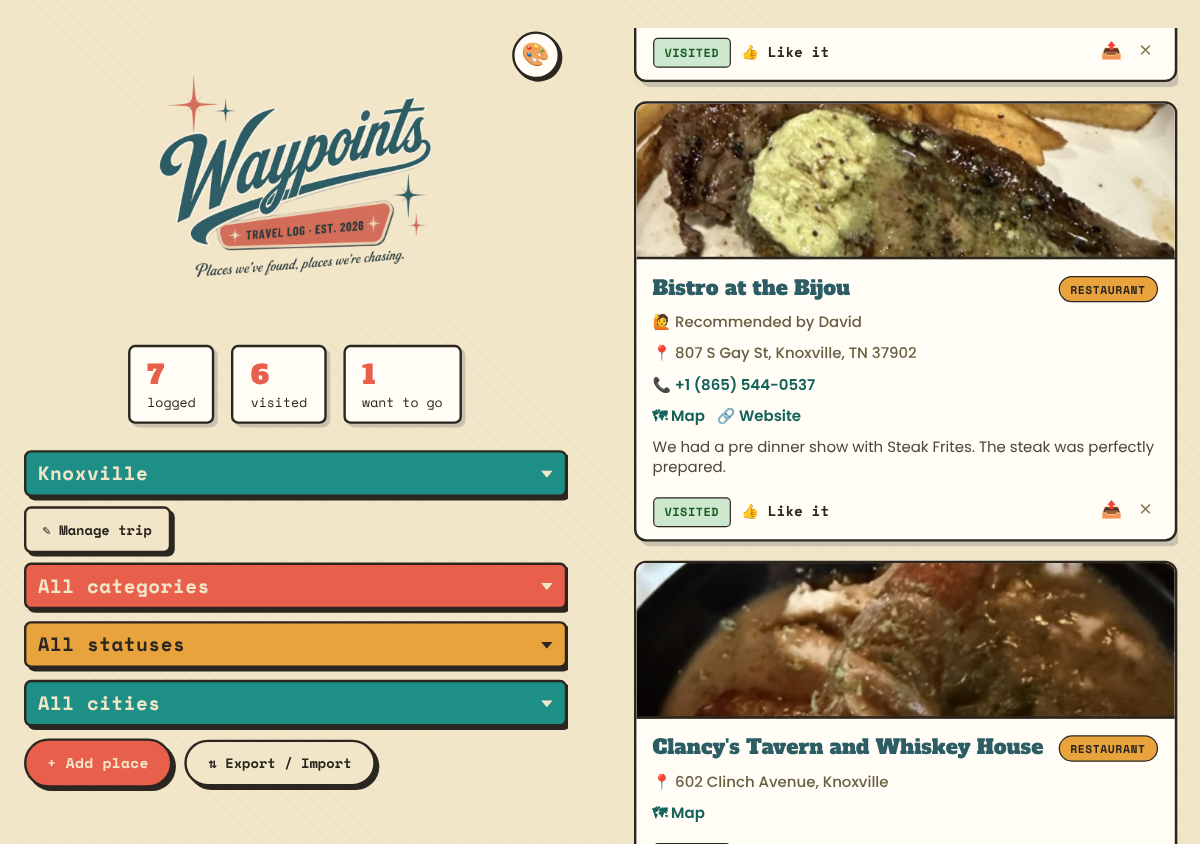 Waypoints
TRAVEL LOG · EST. 2026
Places we've found, places we're chasing.
7
logged
6
visited
1
want to go
Knoxville
✎ Manage trip
All categories
All statuses
All cities
+ Add place
⇅ Export / Import
VISITED 👍 Like it 📤 ✕
Bistro at the Bijou
RESTAURANT
🙋 Recommended by David
📍 807 S Gay St, Knoxville, TN 37902
📞 +1 (865) 544-0537
🗺 Map 🔗 Website
We had a pre dinner show with Steak Frites. The steak was perfectly
prepared.
VISITED 👍 Like it 📤 ✕
Clancy's Tavern and Whiskey House
RESTAURANT
📍 602 Clinch Avenue, Knoxville
🗺 Map